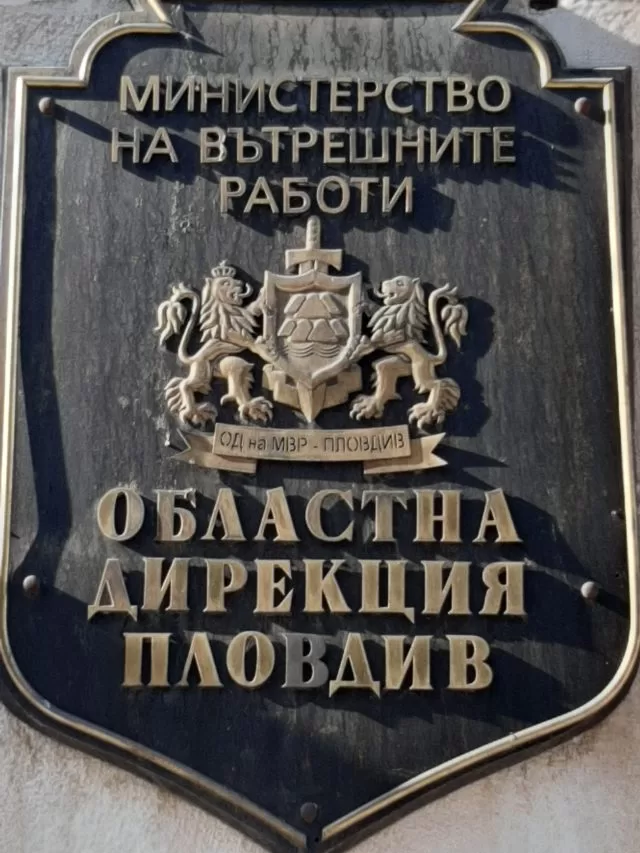 МИНИСТЕРСТВО
НА ВЪТРЕШНИТЕ
РАБОТИ
ОД на МВР - ПЛОВДИВ
ОБЛАСТНА
ДИРЕКЦИЯ
ПЛОВДИВ